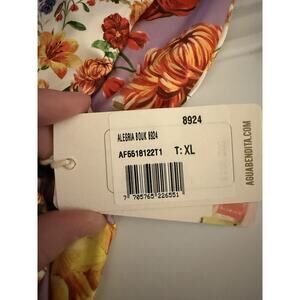 8924
ALEGRIA BOUK 8924
AF5518122T1 T: XL
7 705765 226551
AGUABENDITA.COM